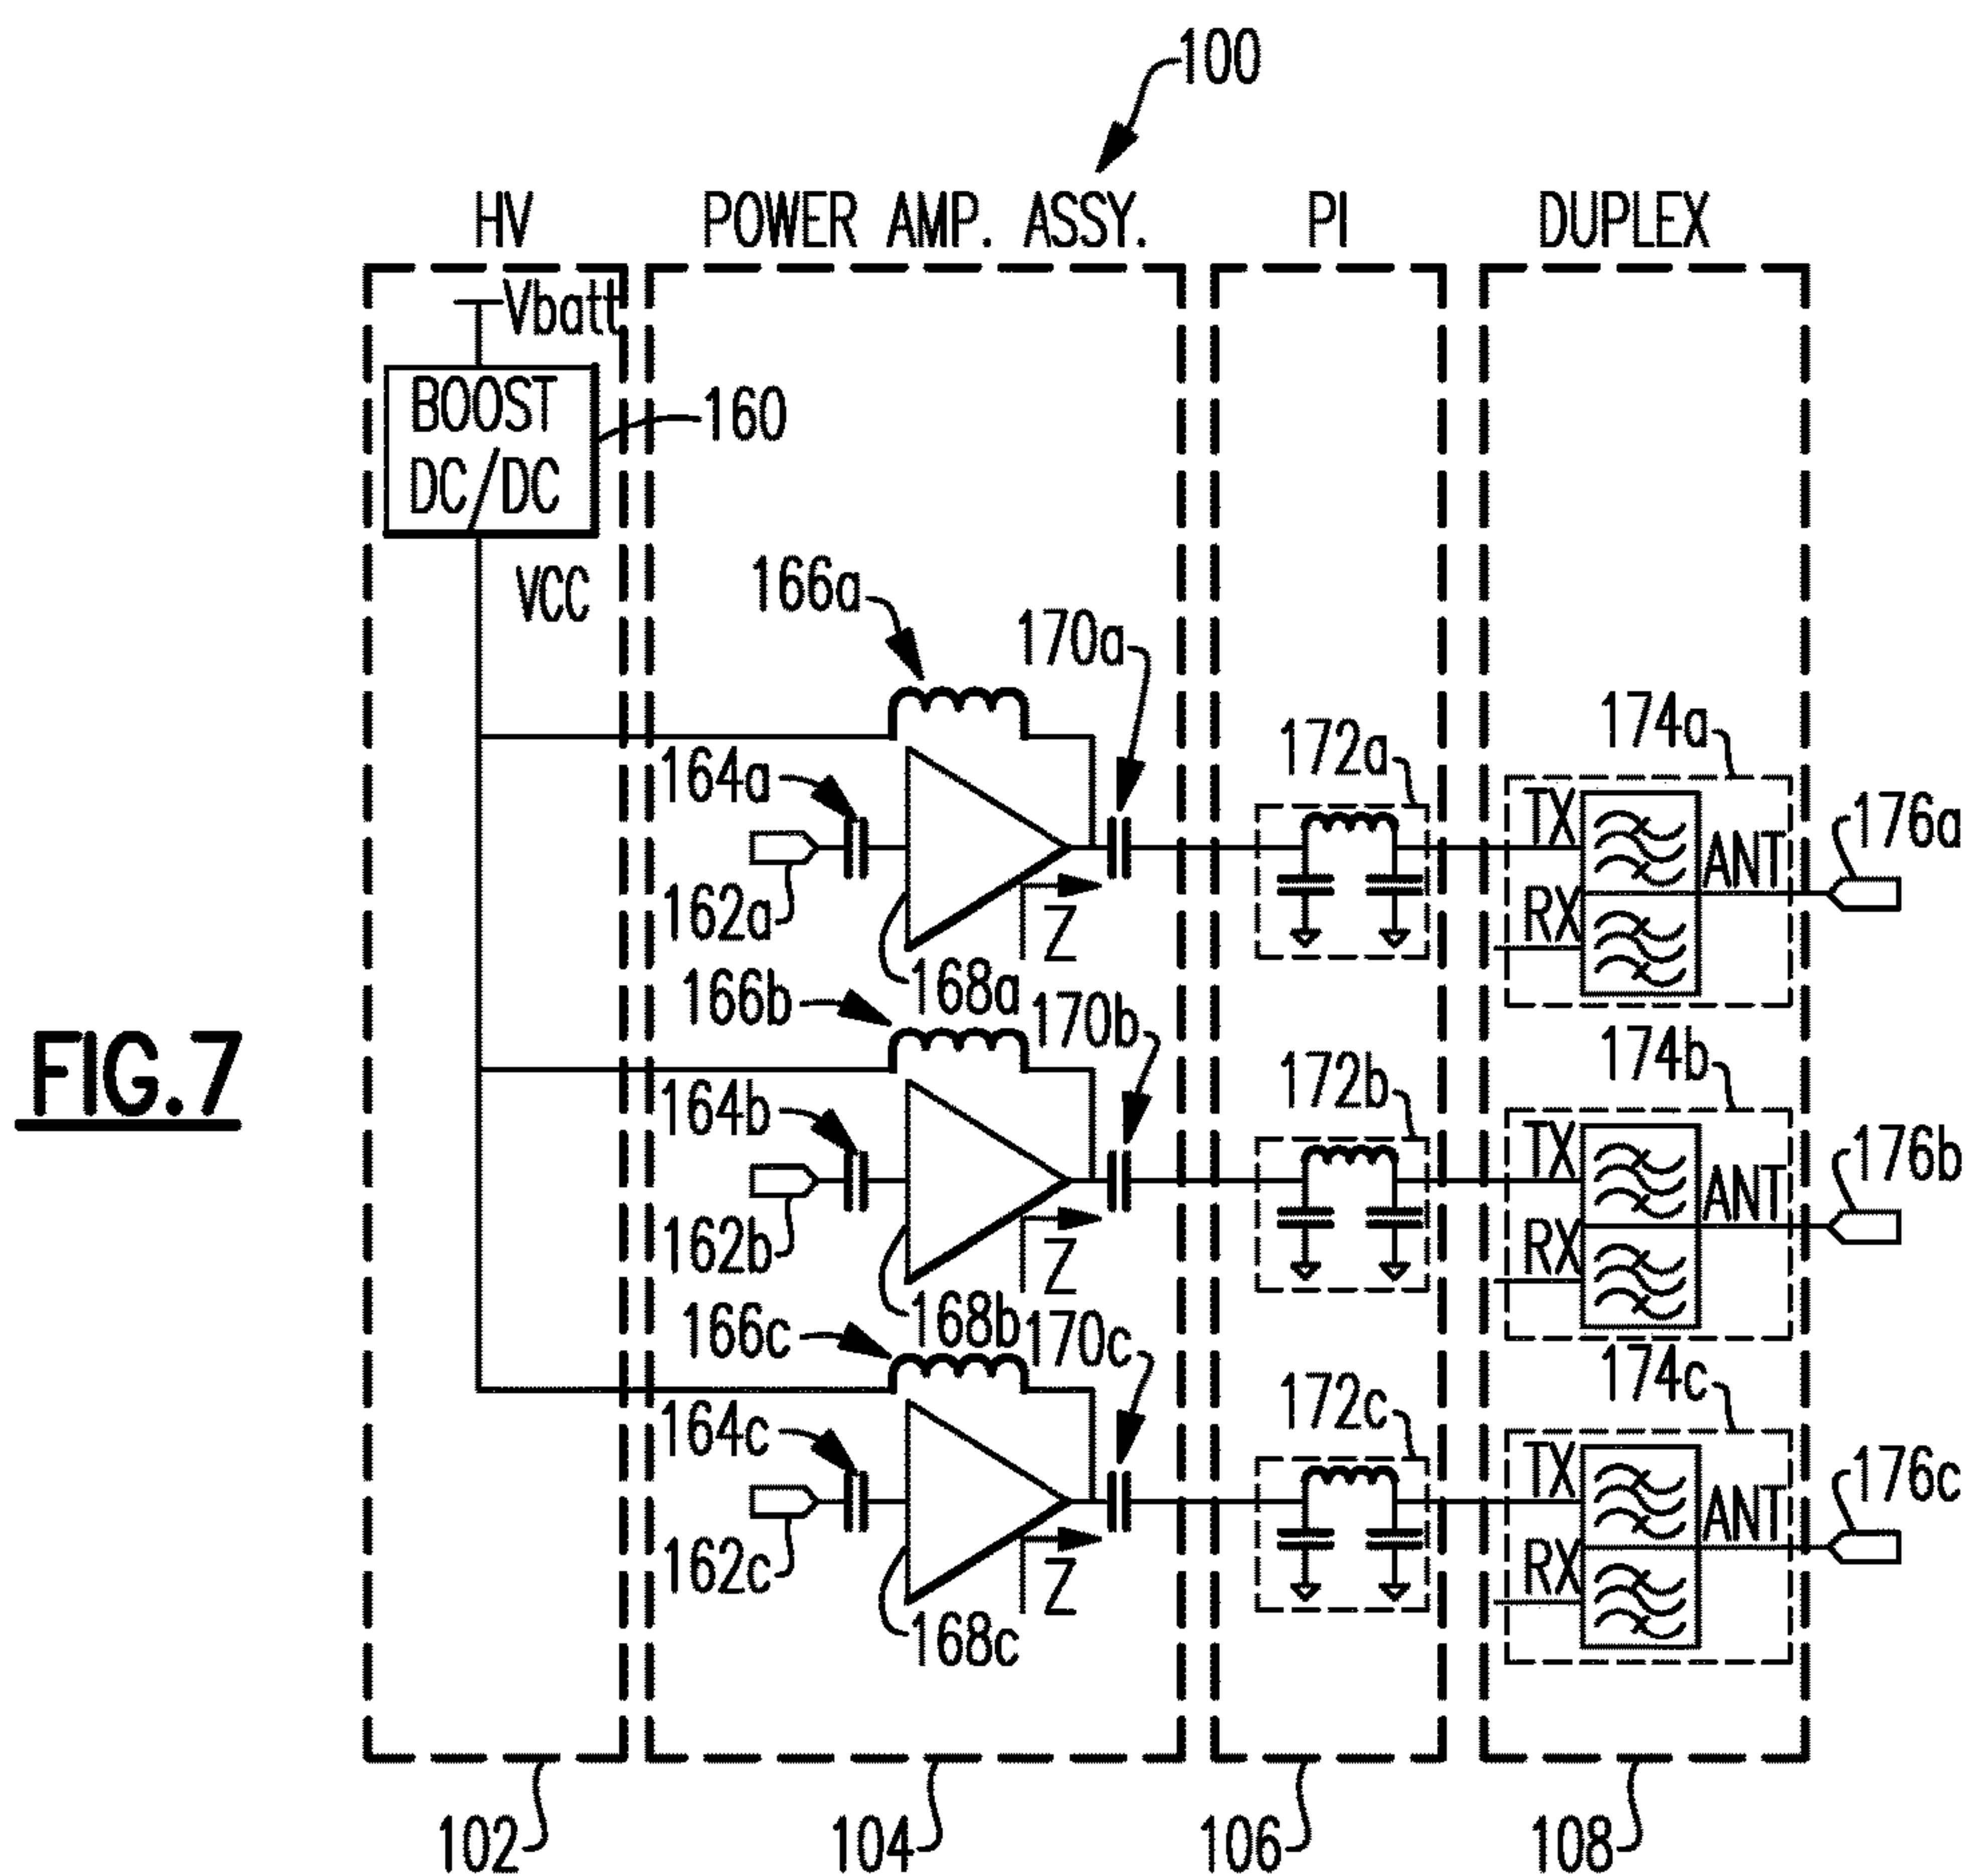 100
HV
POWER AMP. ASSY.
PI
DUPLEX
Vbatt
BOOST
DC/DC
160
VCC
166a
170a
164a
172a
174a
TX
ANT
176a
162a
RX
Z
168a
166b
170b
FIG.7
164b
172b
174b
TX
ANT
176b
162b
RX
Z
168b
166c
170c
164c
172c
174c
TX
ANT
176c
162c
RX
Z
168c
102
104
106
108